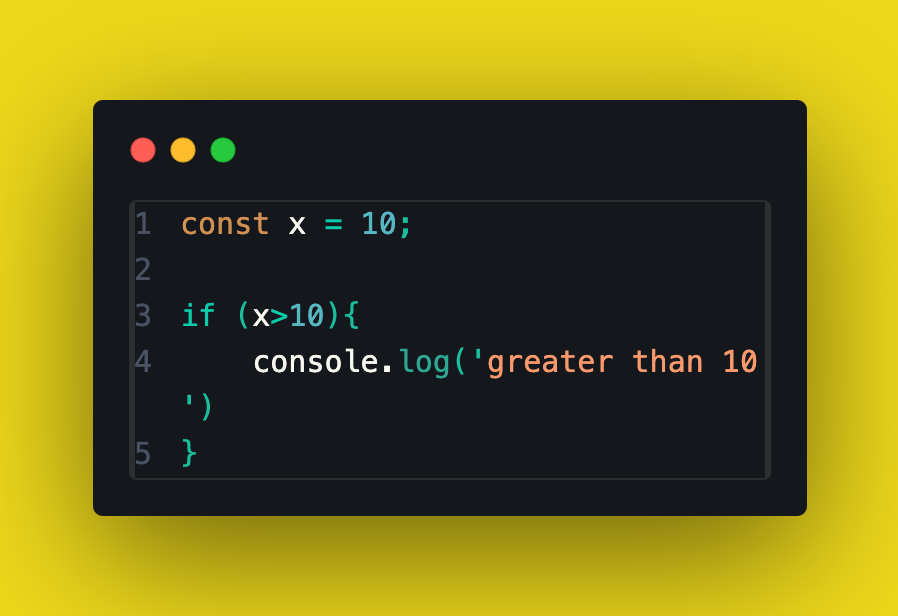 1 const x = 10;
2
3 if (x>10){
4     console.log('greater than 10
')
5 }